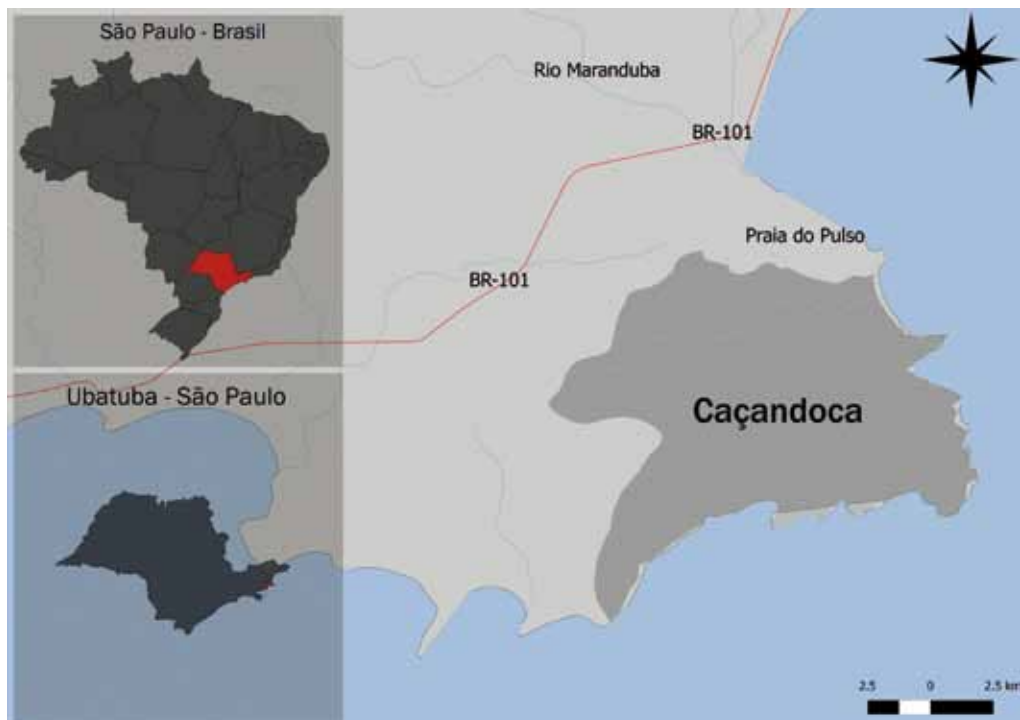 São Paulo - Brasil
Rio Maranduba
BR-101
Praia do Pulso
BR-101
Ubatuba - São Paulo
Caçandoca
2.5 0 2.5 km